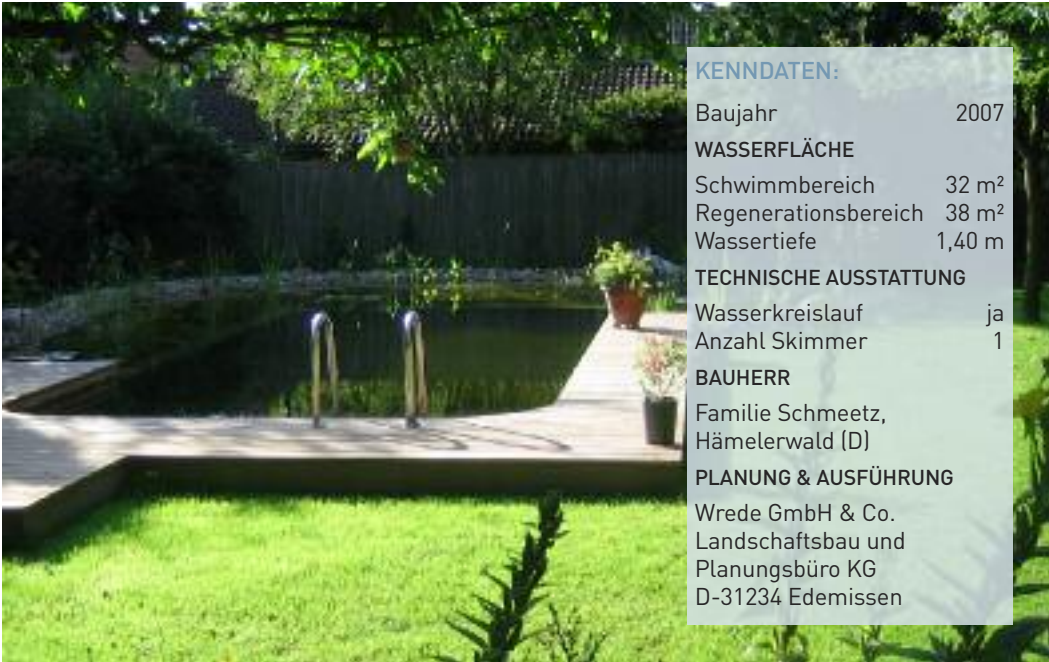 KENNDATEN:
Baujahr 2007
WASSERFLÄCHE
Schwimmbereich 32 m²
Regenerationsbereich 38 m²
Wassertiefe 1,40 m
TECHNISCHE AUSSTATTUNG
Wasserkreislauf ja
Anzahl Skimmer 1
BAUHERR
Familie Schmeetz,
Hämelerwald (D)
PLANUNG & AUSFÜHRUNG
Wrede GmbH & Co.
Landschaftsbau und
Planungsbüro KG
D-31234 Edemissen